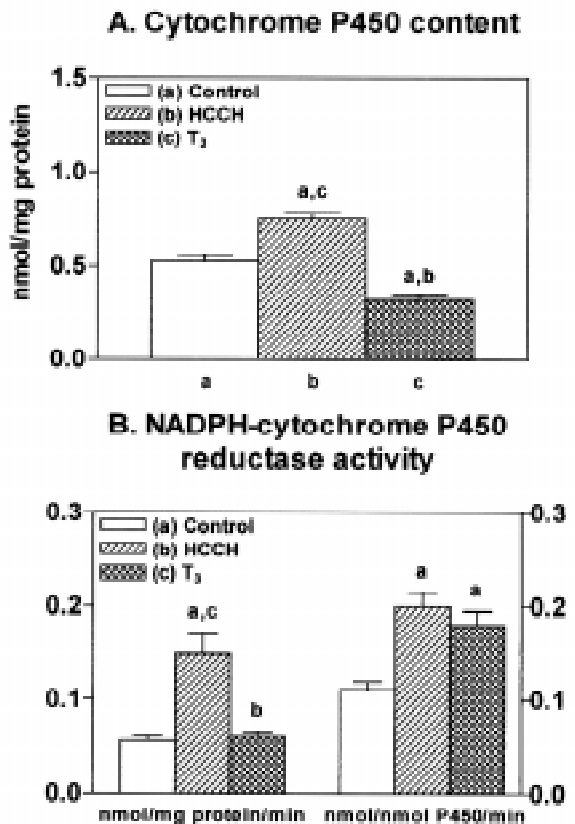 A. Cytochrome P450 content
1.5
1.0
0.5
0.0
nmol/mg protein
(a) Control
(b) HCCH
(c) T₃
a,c
a,b
a b c
B. NADPH-cytochrome P450
reductase activity
0.3
0.2
0.1
0.0
(a) Control
(b) HCCH
(c) T₃
a,c
b
a
a
0.3
0.2
0.1
0.0
nmol/mg protein/min nmol/nmol P450/min